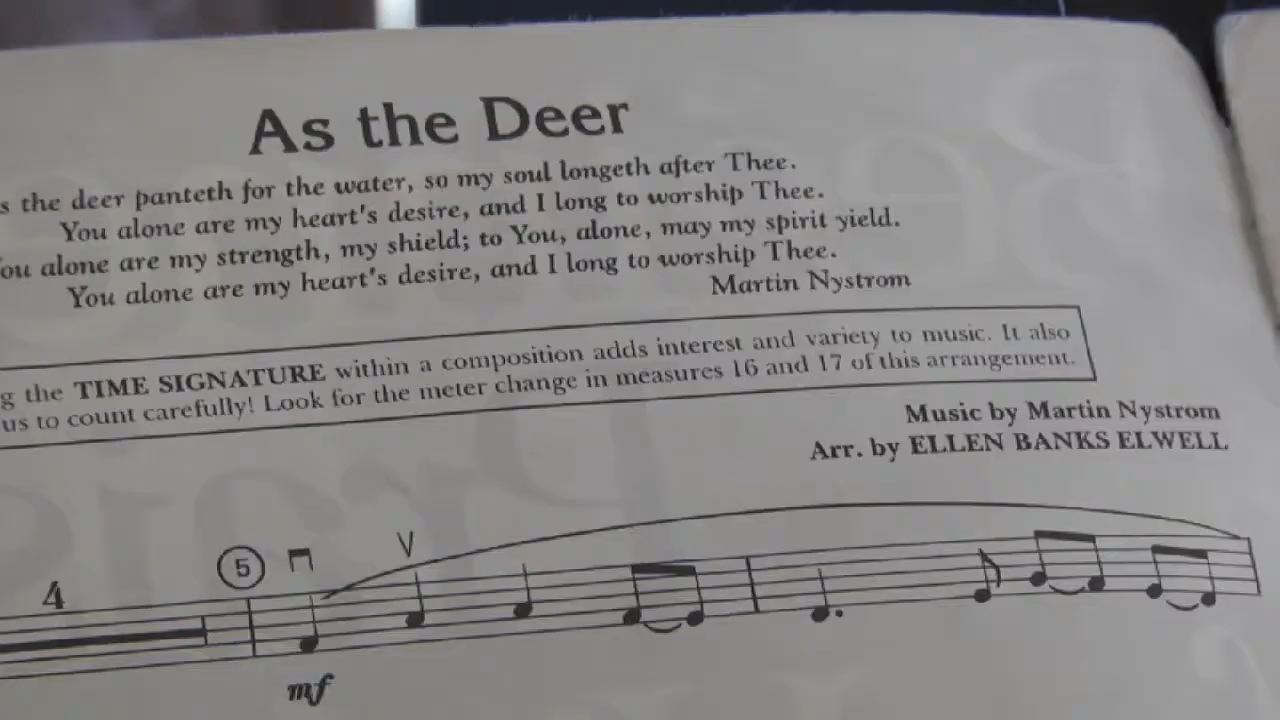 As the Deer
the deer panteth for the water, so my soul longeth after Thee.
You alone are my heart's desire, and I long to worship Thee.
alone are my strength, my shield; to You, alone, may my spirit yield.
You alone are my heart's desire, and I long to worship Thee.
Martin Nystrom
the TIME SIGNATURE within a composition adds interest and variety to music. It also
us to count carefully! Look for the meter change in measures 16 and 17 of this arrangement.
Music by Martin Nystrom
Arr. by ELLEN BANKS ELWELL
4
5
mf